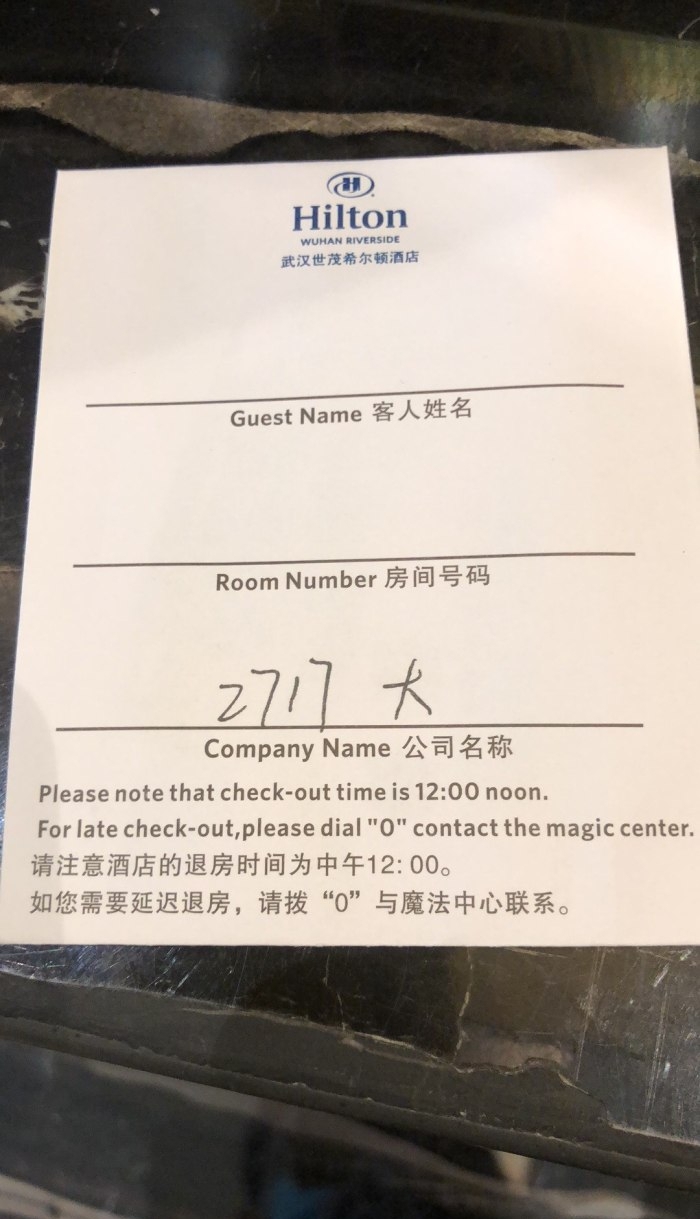 H
Hilton
WUHAN RIVERSIDE
武汉世茂希尔顿酒店
Guest Name 客人姓名
Room Number 房间号码
2717 大
Company Name 公司名称
Please note that check-out time is 12:00 noon.
For late check-out,please dial "0" contact the magic center.
请注意酒店的退房时间为中午12: 00。
如您需要延迟退房，请拨“0”与魔法中心联系。